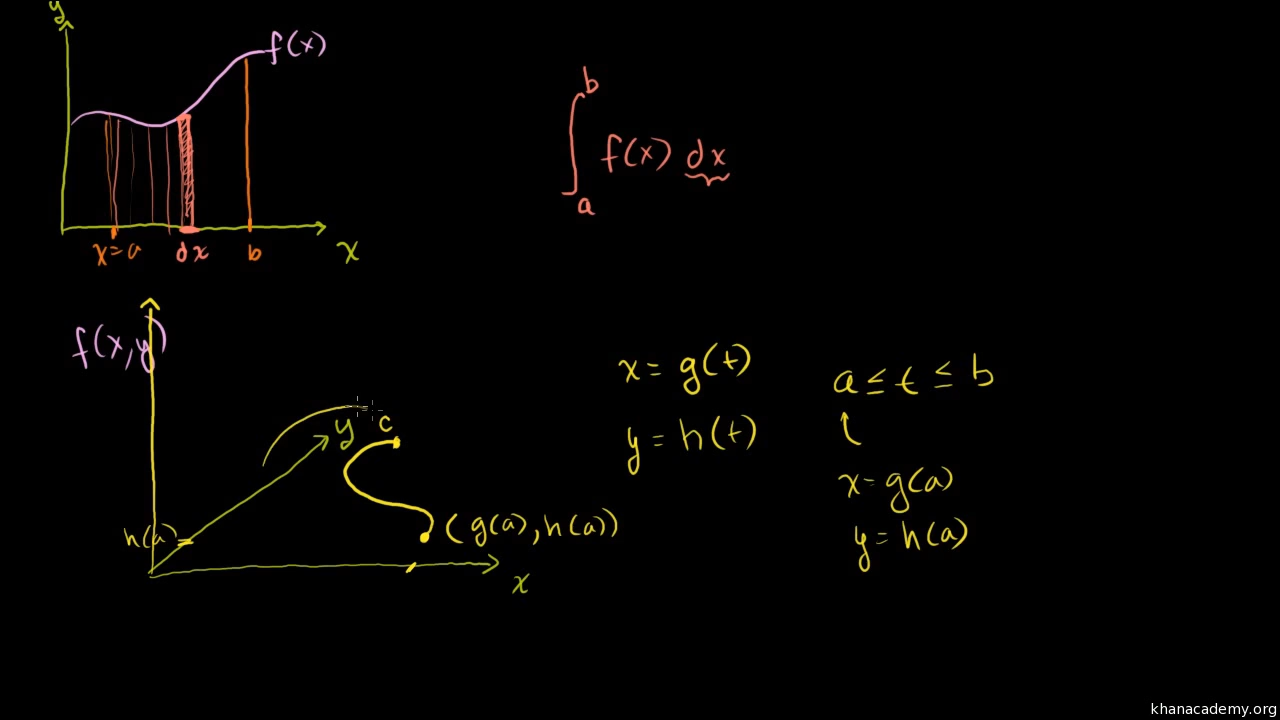 y
f(x)
x=a dx b x
b
∫ f(x) dx
a
f(x,y)
y c
h(a)
(g(a), h(a))
x
x = g(t)
y = h(t)
a ≤ t ≤ b
x = g(a)
y = h(a)
khanacademy.org